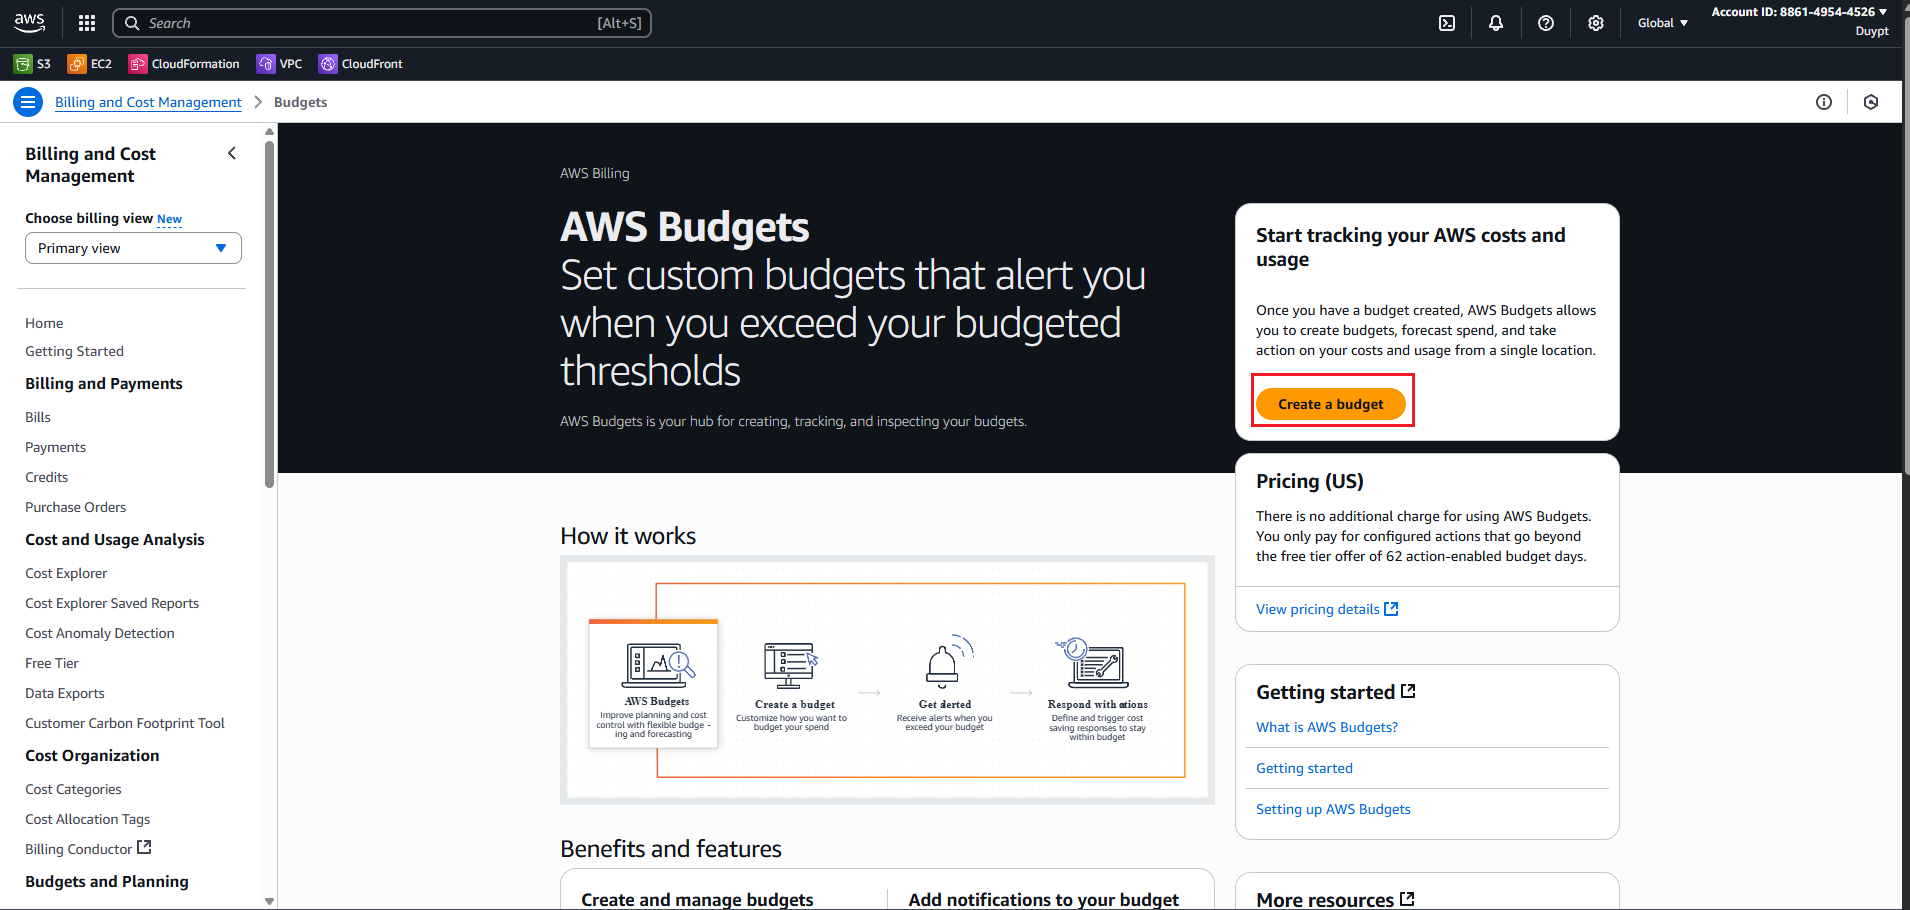 aws
Search
[Alt+S]
Global
Account ID: 8861-4954-4526
Duypt
S3
EC2
CloudFormation
VPC
CloudFront
Billing and Cost Management
Budgets
Billing and Cost
Management
Choose billing view New
Primary view
Home
Getting Started
Billing and Payments
Bills
Payments
Credits
Purchase Orders
Cost and Usage Analysis
Cost Explorer
Cost Explorer Saved Reports
Cost Anomaly Detection
Free Tier
Data Exports
Customer Carbon Footprint Tool
Cost Organization
Cost Categories
Cost Allocation Tags
Billing Conductor
Budgets and Planning
AWS Billing
AWS Budgets
Set custom budgets that alert you
when you exceed your budgeted
thresholds
AWS Budgets is your hub for creating, tracking, and inspecting your budgets.
Start tracking your AWS costs and
usage
Once you have a budget created, AWS Budgets allows
you to create budgets, forecast spend, and take
action on your costs and usage from a single location.
Create a budget
Pricing (US)
There is no additional charge for using AWS Budgets.
You only pay for configured actions that go beyond
the free tier offer of 62 action-enabled budget days.
View pricing details
How it works
AWS Budgets
Improve planning and cost
control with flexible budge -
ing and forecasting
Create a budget
Customize how you want to
budget your spend
Get alerted
Receive alerts when you
exceed your budget
Respond with actions
Define and trigger cost
saving responses to stay
within budget
Getting started
What is AWS Budgets?
Getting started
Setting up AWS Budgets
Benefits and features
Create and manage budgets
Add notifications to your budget
More resources